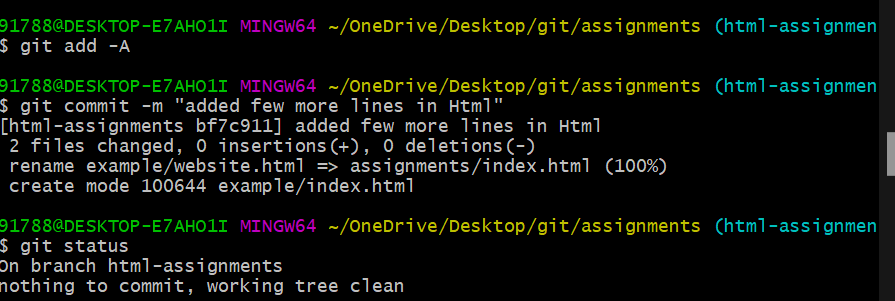 91788@DESKTOP-E7AHO1I MINGW64 ~/OneDrive/Desktop/git/assignments (html-assignmen
$ git add -A
91788@DESKTOP-E7AHO1I MINGW64 ~/OneDrive/Desktop/git/assignments (html-assignmen
$ git commit -m "added few more lines in Html"
[html-assignments bf7c911] added few more lines in Html
 2 files changed, 0 insertions(+), 0 deletions(-)
 rename example/website.html => assignments/index.html (100%)
 create mode 100644 example/index.html
91788@DESKTOP-E7AHO1I MINGW64 ~/OneDrive/Desktop/git/assignments (html-assignmen
$ git status
On branch html-assignments
nothing to commit, working tree clean